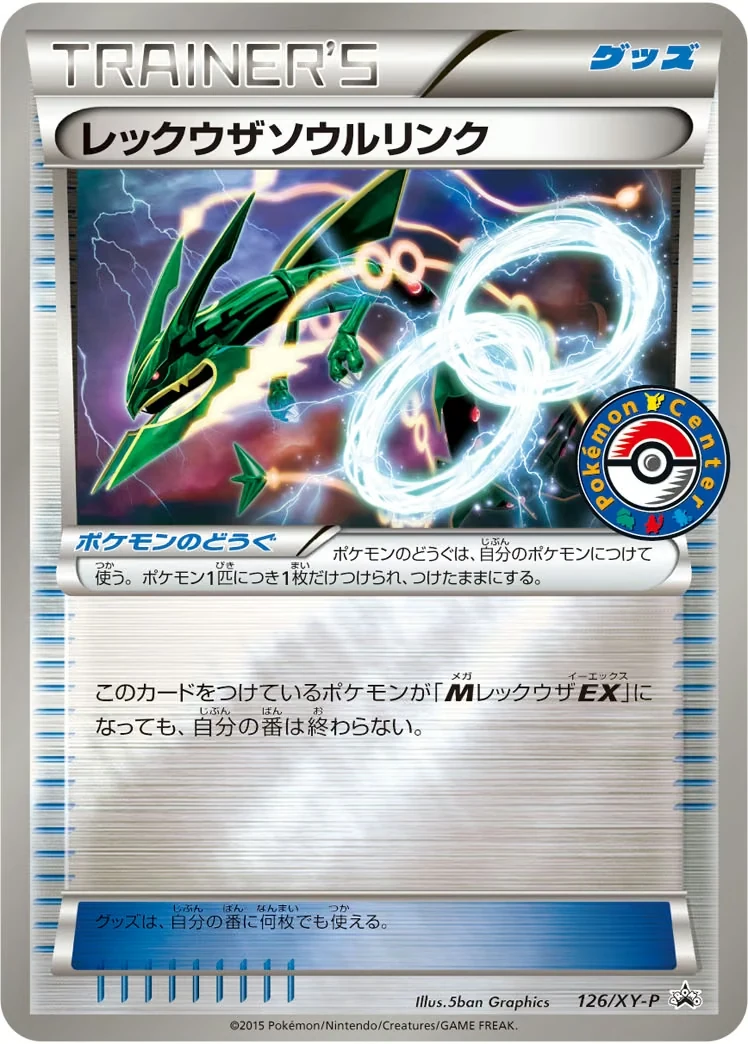 TRAINER'S
グッズ
レックウザソウルリンク
Pokémon Center
ポケモンのどうぐ
ポケモンのどうぐは、自分のポケモンにつけて
使う。ポケモン1匹につき1枚だけつけられ、つけたままにする。
このカードをつけているポケモンが「MレックウザEX」に
なっても、自分の番は終わらない。
グッズは、自分の番に何枚でも使える。
Illus.5ban Graphics 126/XY-P PROMO
©2015 Pokémon/Nintendo/Creatures/GAME FREAK.